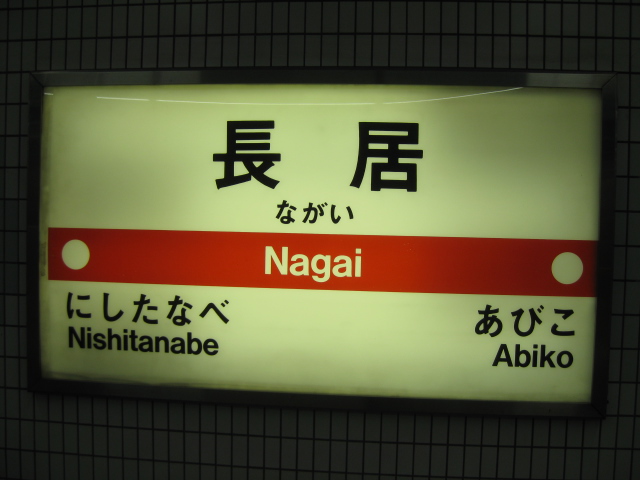 長居
ながい
Nagai
にしたなべ
Nishitanabe
あびこ
Abiko